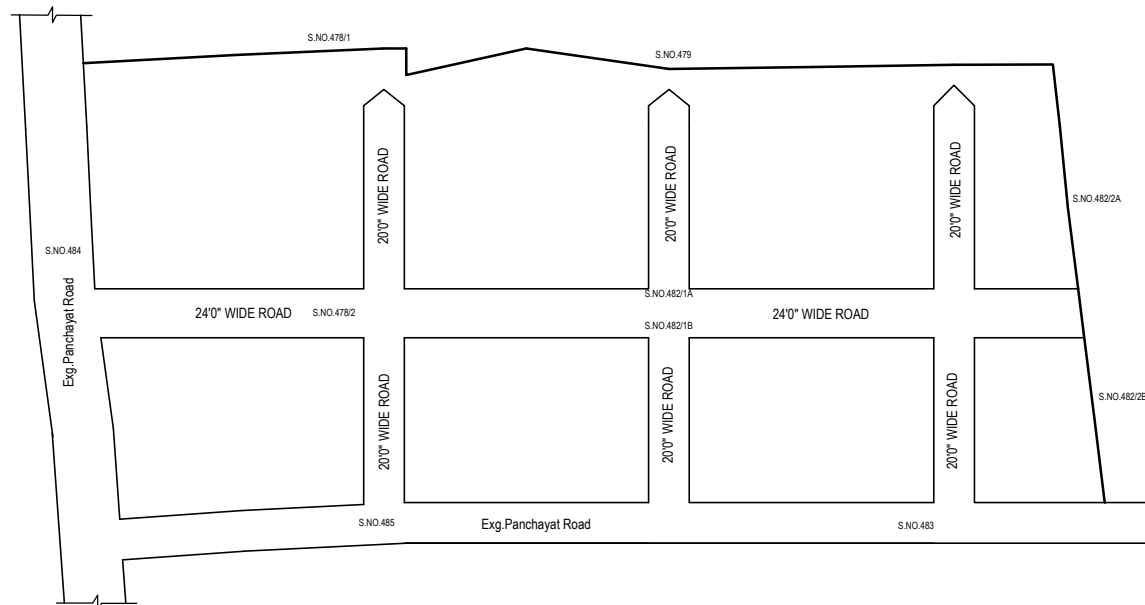 S.NO.478/1
S.NO.479
20'0" WIDE ROAD
20'0" WIDE ROAD
20'0" WIDE ROAD
S.NO.482/2A
S.NO.484
Exg.Panchayat Road
S.NO.482/1A
24'0" WIDE ROAD
S.NO.478/2
24'0" WIDE ROAD
S.NO.482/1B
20'0" WIDE ROAD
20'0" WIDE ROAD
20'0" WIDE ROAD
S.NO.482/2B
S.NO.485
Exg.Panchayat Road
S.NO.483